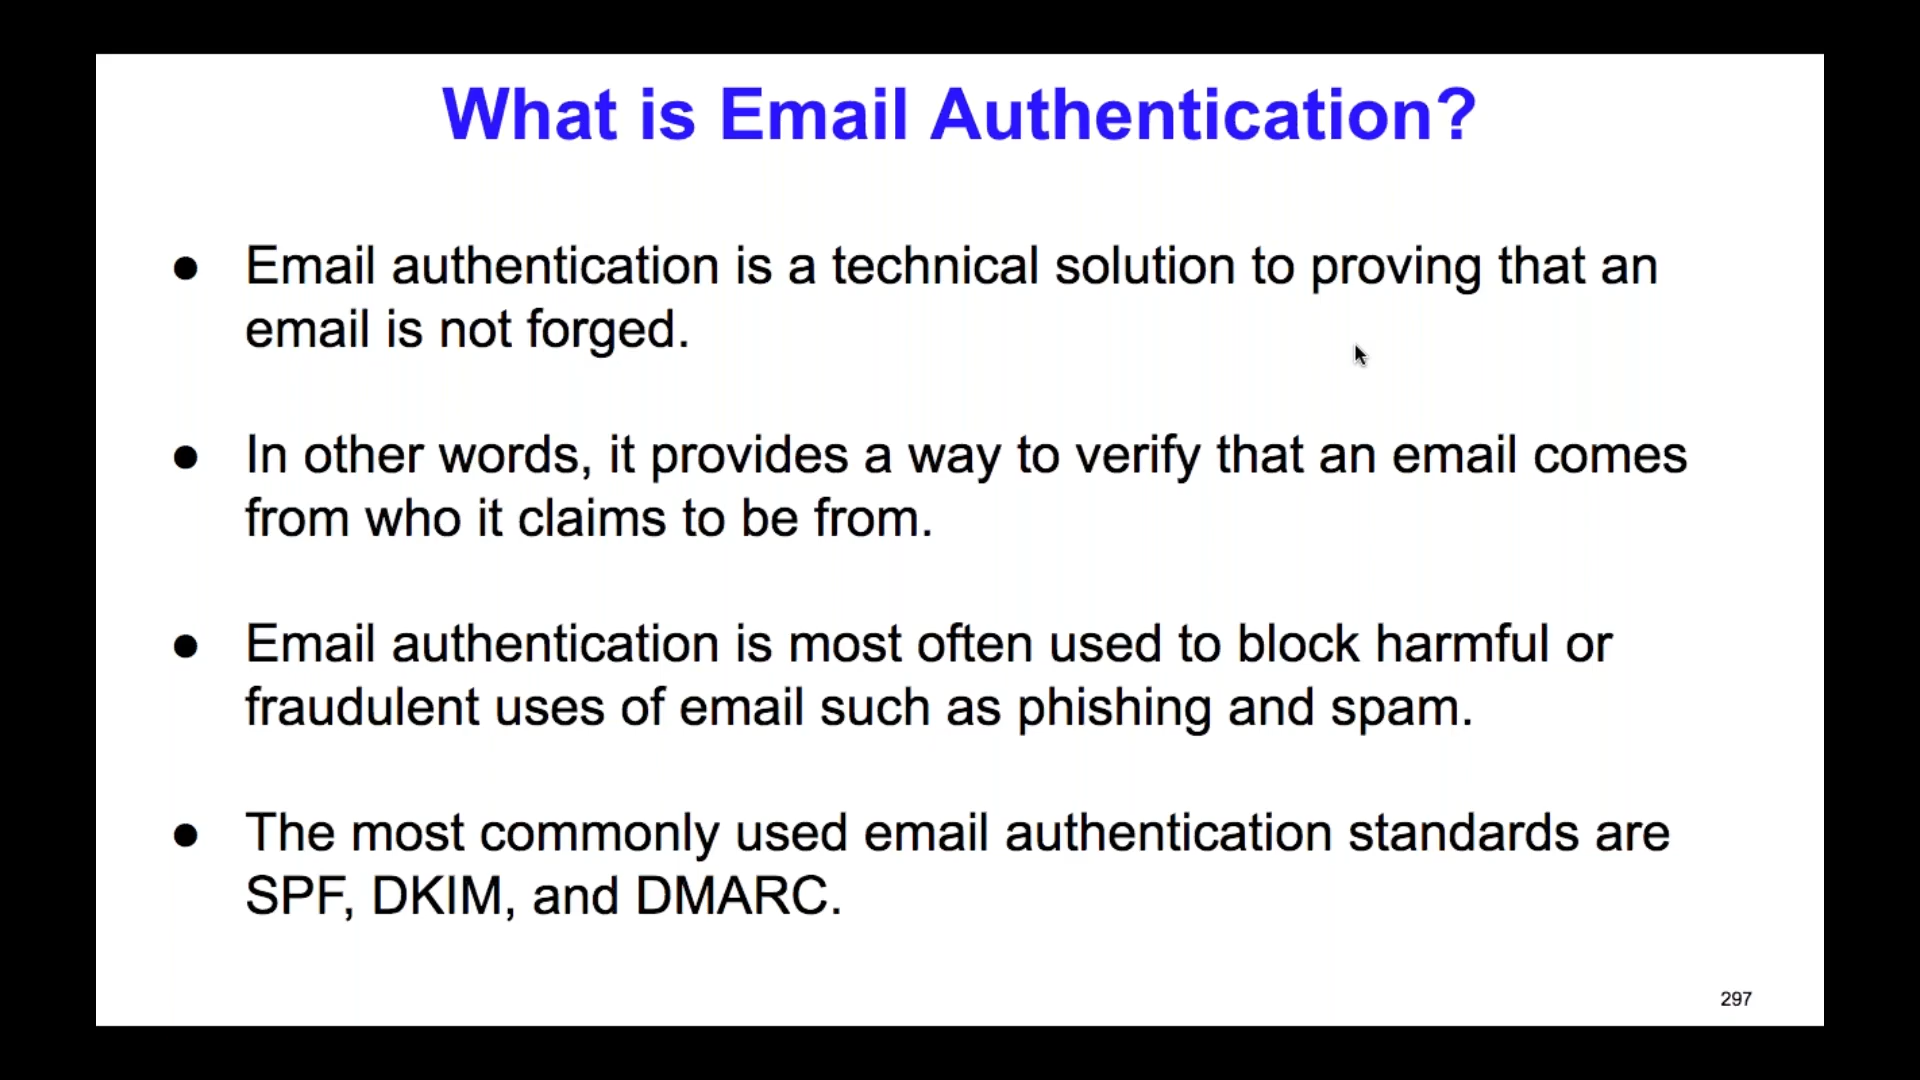 What is Email Authentication?
● Email authentication is a technical solution to proving that an
email is not forged.
● In other words, it provides a way to verify that an email comes
from who it claims to be from.
● Email authentication is most often used to block harmful or
fraudulent uses of email such as phishing and spam.
● The most commonly used email authentication standards are
SPF, DKIM, and DMARC.
297